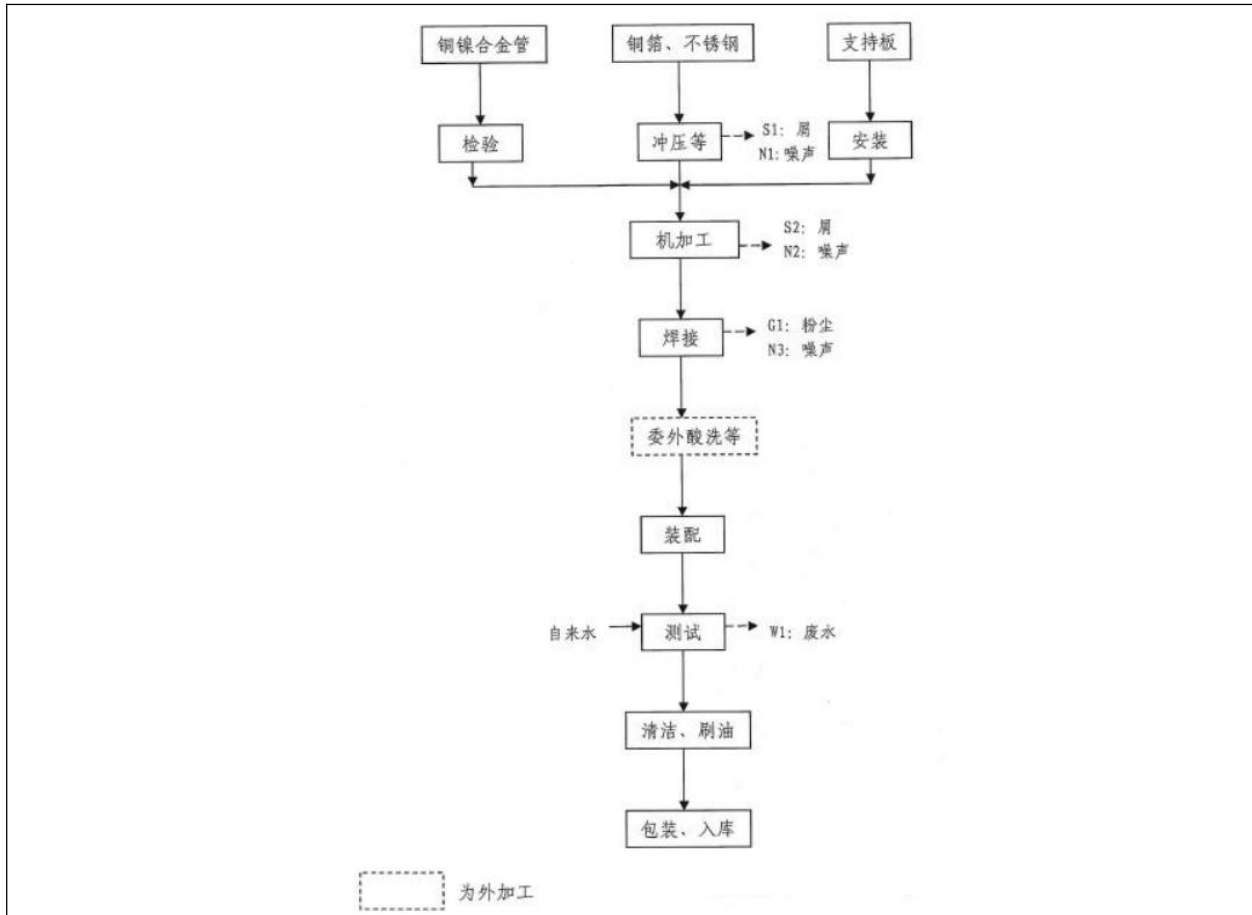 铜镍合金管
铜箔、不锈钢
支持板
检验
冲压等
S1: 屑
N1: 噪声
安装
机加工
S2: 屑
N2: 噪声
焊接
G1: 粉尘
N3: 噪声
委外酸洗等
装配
自来水
测试
W1: 废水
清洁、刷油
包装、入库
为外加工